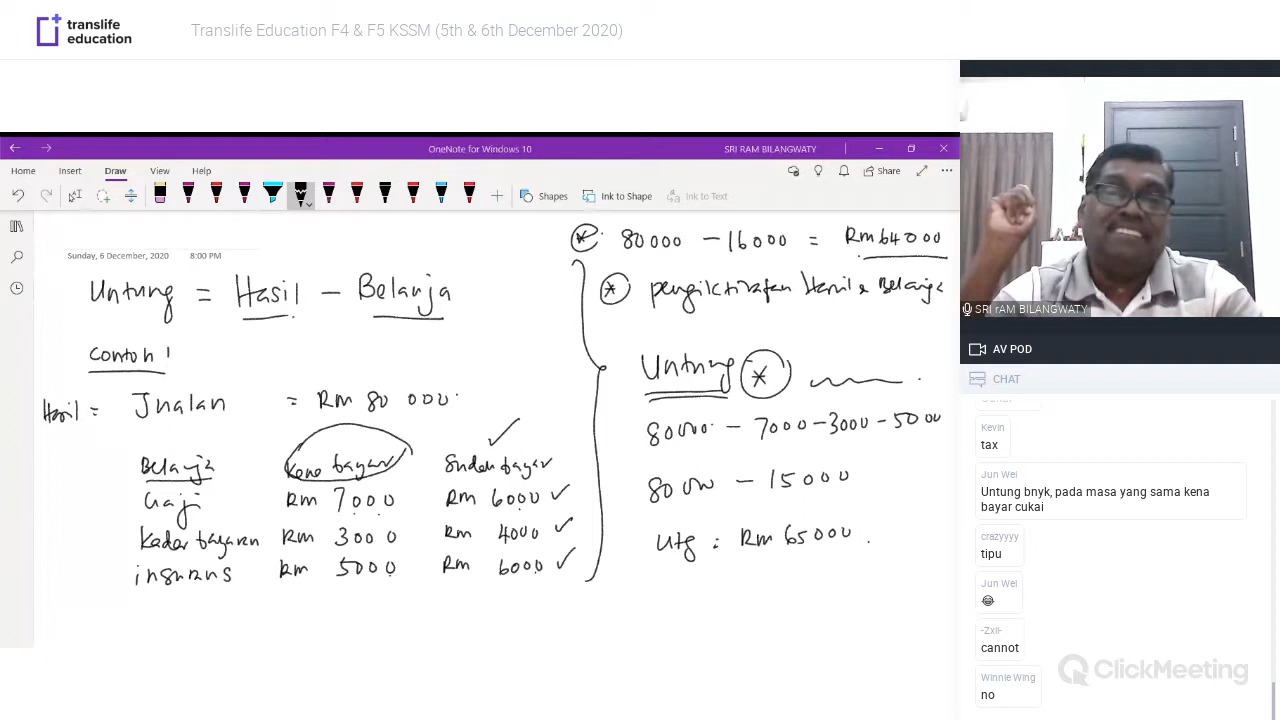 translife
education
Translife Education F4 & F5 KSSM (5th & 6th December 2020)
OneNote for Windows 10
SRI RAM BILANGWATY
Home Insert Draw View Help
Share
Shapes
Ink to Shape
Ink to Text
Sunday, 6 December, 2020 8:00 PM
Untung = Hasil - Belanja
Contoh 1
Hasil = Jualan = RM 80 000.
Belanja Kena bayar Sudah bayar
Gaji RM 7000 RM 6000
Kadar bayaran RM 3000 RM 4000
insurans RM 5000 RM 6000
* 80000 - 16000 = RM 64000
* pengiktirafan Hasil & Belanja
Untung *
80000 - 7000 - 3000 - 5000
80000 - 15000
Utg : RM 65000.
SRI rAM BILANGWATY
AV POD
CHAT
Kevin
tax
Jun Wei
Untung bnyk, pada masa yang sama kena
bayar cukai
crazyyyy
tipu
Jun Wei
😂
-Zxii-
cannot
Winnie Wing
no
ClickMeeting